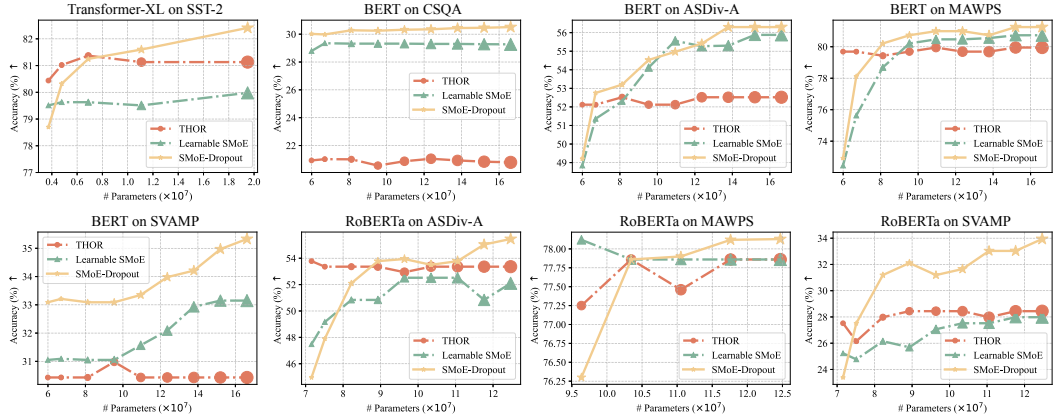 Transformer-XL on SST-2
Accuracy (%) ↑
82
81
80
79
78
77
THOR
Learnable SMoE
SMoE-Dropout
0.4 0.6 0.8 1.0 1.2 1.4 1.6 1.8 2.0
# Parameters (×10⁷)
BERT on CSQA
Accuracy (%) ↑
30
28
26
24
22
THOR
Learnable SMoE
SMoE-Dropout
6 8 10 12 14 16
# Parameters (×10⁷)
BERT on ASDiv-A
Accuracy (%) ↑
56
55
54
53
52
51
50
49
THOR
Learnable SMoE
SMoE-Dropout
6 8 10 12 14 16
# Parameters (×10⁷)
BERT on MAWPS
Accuracy (%) ↑
80
78
76
74
THOR
Learnable SMoE
SMoE-Dropout
6 8 10 12 14 16
# Parameters (×10⁷)
BERT on SVAMP
Accuracy (%) ↑
35
34
33
32
31
THOR
Learnable SMoE
SMoE-Dropout
6 8 10 12 14 16
# Parameters (×10⁷)
RoBERTa on ASDiv-A
Accuracy (%) ↑
54
52
50
48
46
THOR
Learnable SMoE
SMoE-Dropout
7 8 9 10 11 12
# Parameters (×10⁷)
RoBERTa on MAWPS
Accuracy (%) ↑
78.00
77.75
77.50
77.25
77.00
76.75
76.50
76.25
THOR
Learnable SMoE
SMoE-Dropout
9.5 10.0 10.5 11.0 11.5 12.0 12.5
# Parameters (×10⁷)
RoBERTa on SVAMP
Accuracy (%) ↑
34
32
30
28
26
24
THOR
Learnable SMoE
SMoE-Dropout
7 8 9 10 11 12
# Parameters (×10⁷)